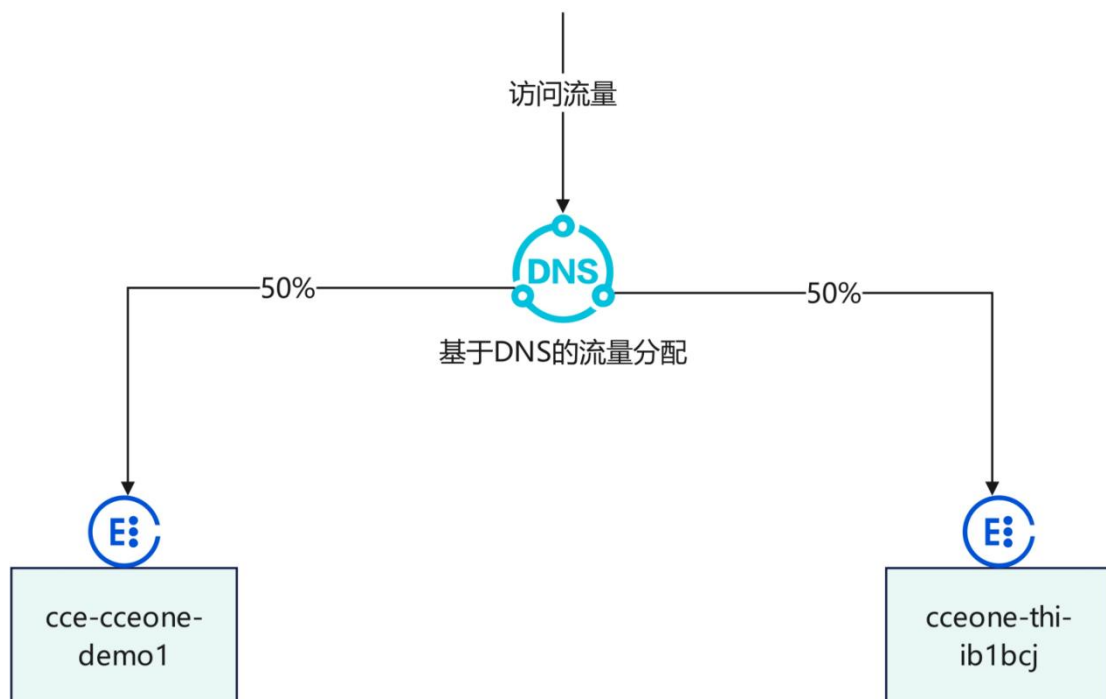 访问流量
DNS
50%
50%
基于DNS的流量分配
E
E
cce-cceone-
demo1
cceone-thi-
ib1bcj